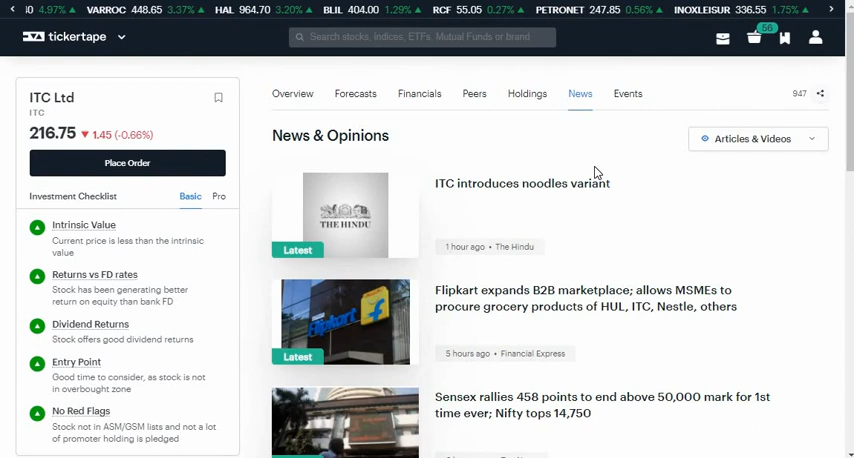 4.97% ▲ VARROC 448.65 3.37% ▲ HAL 964.70 3.20% ▲ BLIL 404.00 1.29% ▲ RCF 55.05 0.27% ▲ PETRONET 247.85 0.56% ▲ INOXLEISUR 336.55 1.75% ▲
tickertape
Search stocks, indices, ETFs, Mutual Funds or brand
56
ITC Ltd
ITC
216.75 ▼ 1.45 (-0.66%)
Place Order
Investment Checklist Basic Pro
Intrinsic Value
Current price is less than the intrinsic
value
Returns vs FD rates
Stock has been generating better
return on equity than bank FD
Dividend Returns
Stock offers good dividend returns
Entry Point
Good time to consider, as stock is not
in overbought zone
No Red Flags
Stock not in ASM/GSM lists and not a lot
of promoter holding is pledged
Overview Forecasts Financials Peers Holdings News Events 947
News & Opinions
Articles & Videos
THE HINDU
Latest
ITC introduces noodles variant
1 hour ago • The Hindu
Flipkart
Latest
Flipkart expands B2B marketplace; allows MSMEs to
procure grocery products of HUL, ITC, Nestle, others
5 hours ago • Financial Express
Sensex rallies 458 points to end above 50,000 mark for 1st
time ever; Nifty tops 14,750